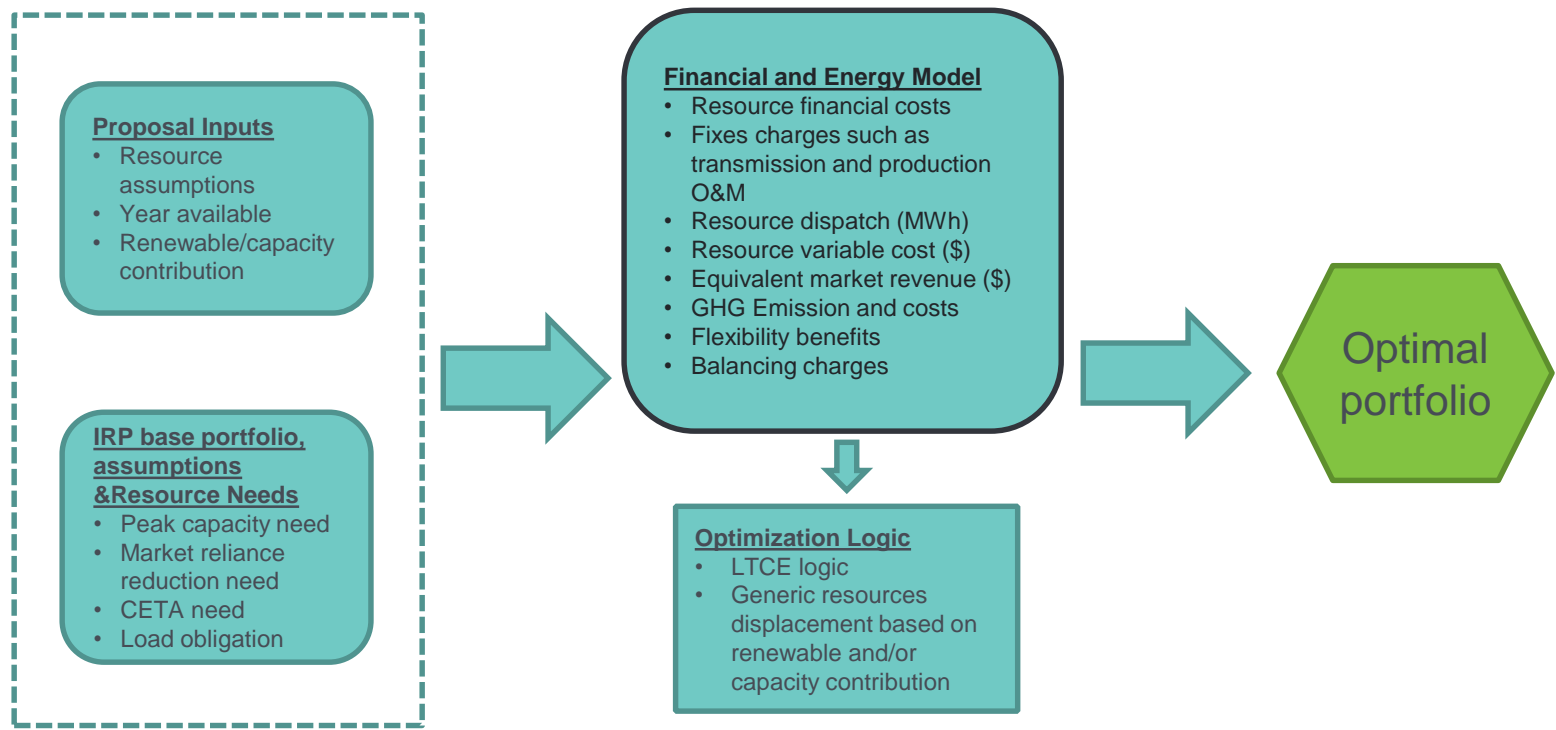 Proposal Inputs
• Resource
assumptions
• Year available
• Renewable/capacity
contribution
IRP base portfolio,
assumptions
&Resource Needs
• Peak capacity need
• Market reliance
reduction need
• CETA need
• Load obligation
Financial and Energy Model
• Resource financial costs
• Fixes charges such as
transmission and production
O&M
• Resource dispatch (MWh)
• Resource variable cost ($)
• Equivalent market revenue ($)
• GHG Emission and costs
• Flexibility benefits
• Balancing charges
Optimization Logic
• LTCE logic
• Generic resources
displacement based on
renewable and/or
capacity contribution
Optimal
portfolio